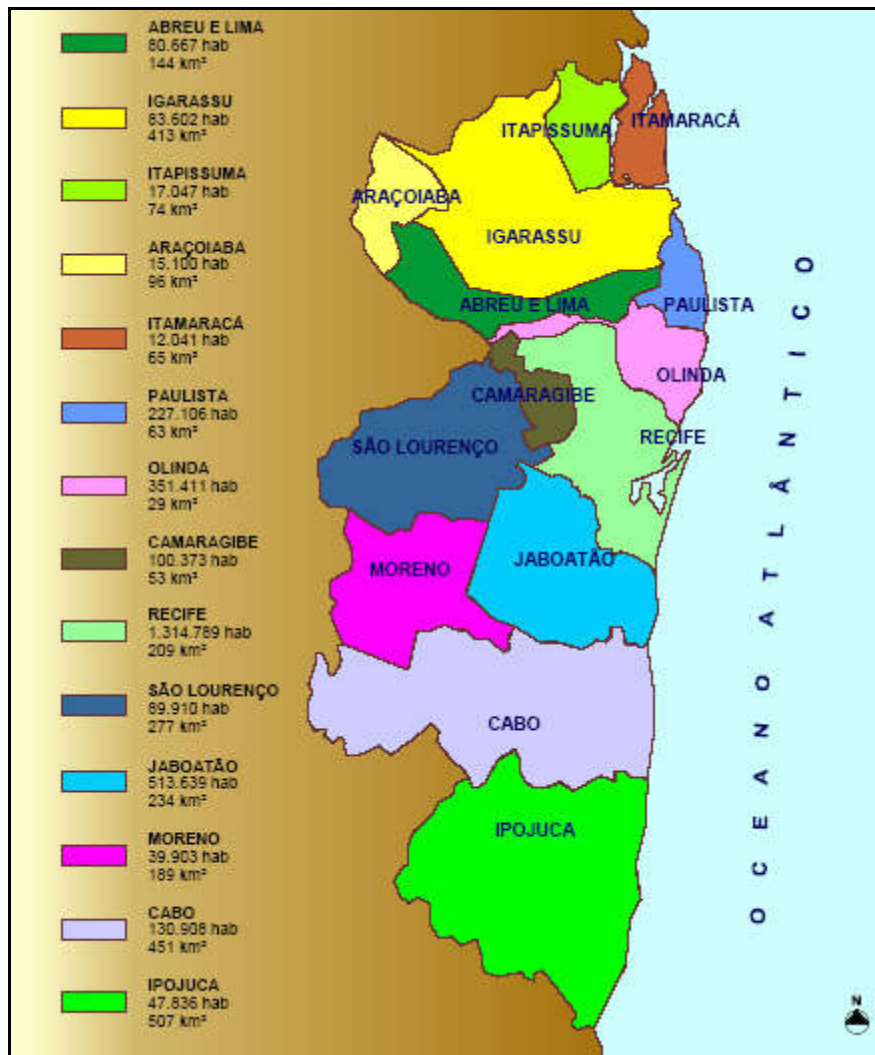 ABREU E LIMA
80.667 hab
144 km²
IGARASSU
83.602 hab
413 km²
ITAPISSUMA
17.047 hab
74 km²
ARAÇOIABA
15.100 hab
96 km²
ITAMARACÁ
12.041 hab
65 km²
PAULISTA
227.106 hab
63 km²
OLINDA
351.411 hab
29 km²
CAMARAGIBE
100.373 hab
53 km²
RECIFE
1.314.789 hab
209 km²
SÃO LOURENÇO
89.910 hab
277 km²
JABOATÃO
513.639 hab
234 km²
MORENO
39.903 hab
189 km²
CABO
130.908 hab
451 km²
IPOJUCA
47.836 hab
507 km²
ITAMARACÁ
ITAPISSUMA
ARAÇOIABA
IGARASSU
ABREU E LIMA
PAULISTA
OLINDA
CAMARAGIBE
RECIFE
SÃO LOURENÇO
JABOATÃO
MORENO
CABO
IPOJUCA
OCEANO ATLÂNTICO
N